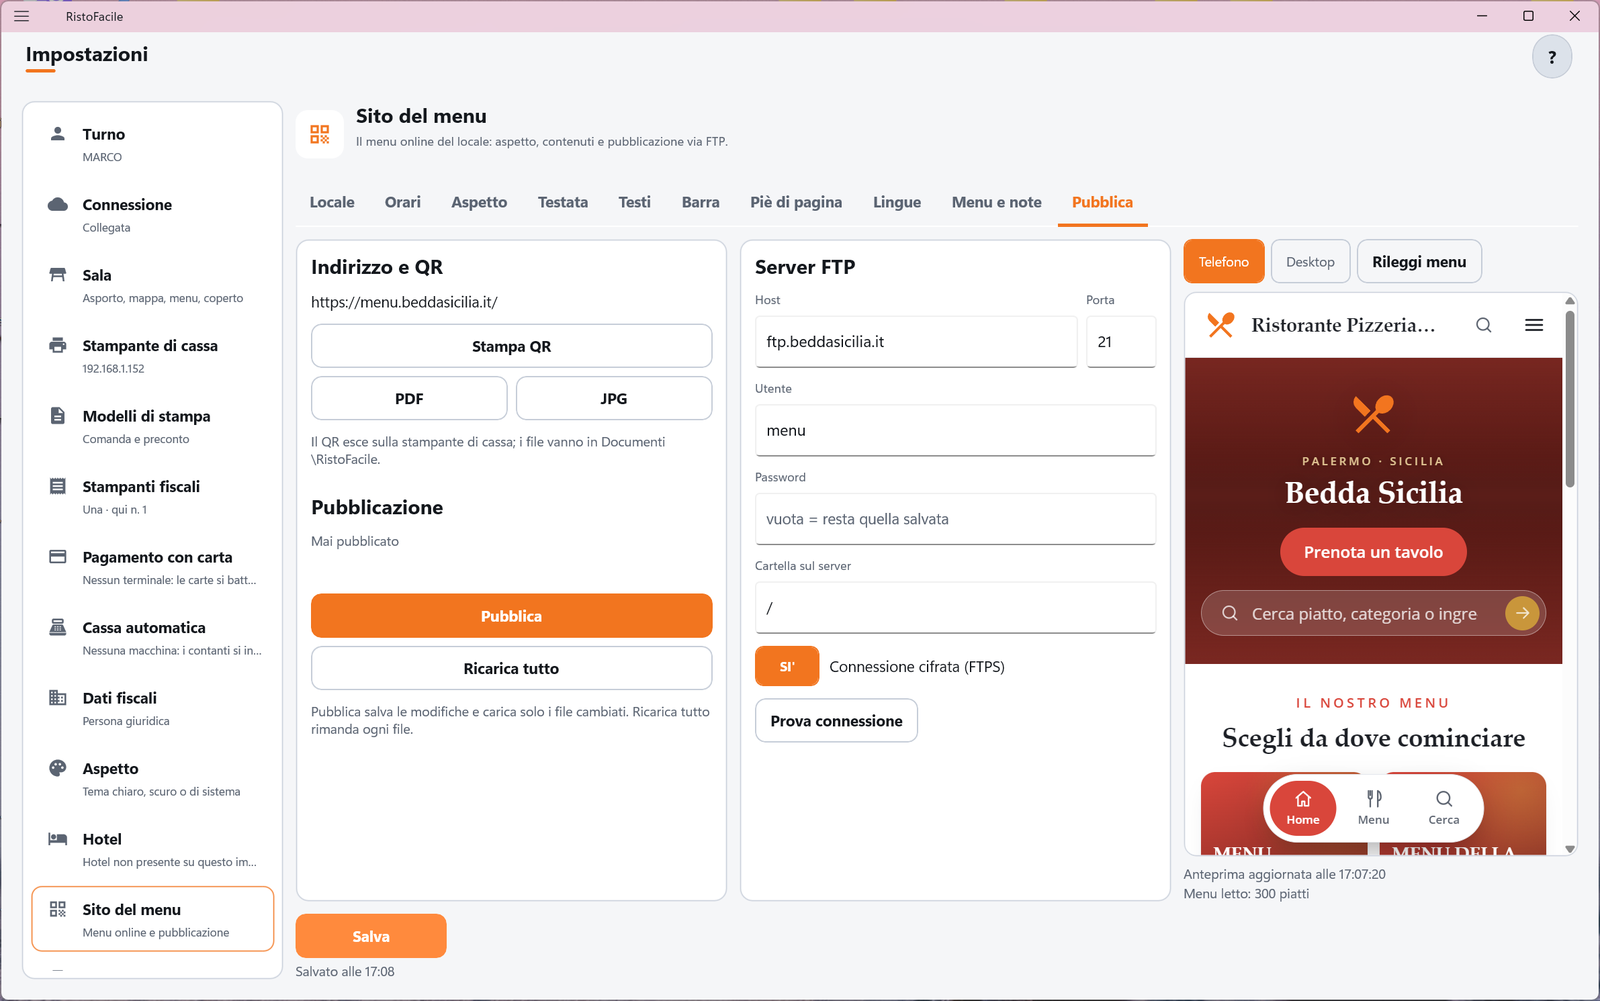 RistoFacile
Impostazioni
?
Turno
MARCO
Connessione
Collegata
Sala
Asporto, mappa, menu, coperto
Stampante di cassa
192.168.1.152
Modelli di stampa
Comanda e preconto
Stampanti fiscali
Una · qui n. 1
Pagamento con carta
Nessun terminale: le carte si batt...
Cassa automatica
Nessuna macchina: i contanti si in...
Dati fiscali
Persona giuridica
Aspetto
Tema chiaro, scuro o di sistema
Hotel
Hotel non presente su questo im...
Sito del menu
Menu online e pubblicazione
Sito del menu
Il menu online del locale: aspetto, contenuti e pubblicazione via FTP.
Locale Orari Aspetto Testata Testi Barra Piè di pagina Lingue Menu e note Pubblica
Indirizzo e QR
https://menu.beddasicilia.it/
Stampa QR
PDF JPG
Il QR esce sulla stampante di cassa; i file vanno in Documenti
\RistoFacile.
Pubblicazione
Mai pubblicato
Pubblica
Ricarica tutto
Pubblica salva le modifiche e carica solo i file cambiati. Ricarica tutto
rimanda ogni file.
Salva
Salvato alle 17:08
Server FTP
Host Porta
ftp.beddasicilia.it 21
Utente
menu
Password
vuota = resta quella salvata
Cartella sul server
/
SI' Connessione cifrata (FTPS)
Prova connessione
Telefono Desktop Rileggi menu
Ristorante Pizzeria...
PALERMO · SICILIA
Bedda Sicilia
Prenota un tavolo
Cerca piatto, categoria o ingre
IL NOSTRO MENU
Scegli da dove cominciare
Home Menu Cerca
MENU MENU DELLA
Anteprima aggiornata alle 17:07:20
Menu letto: 300 piatti